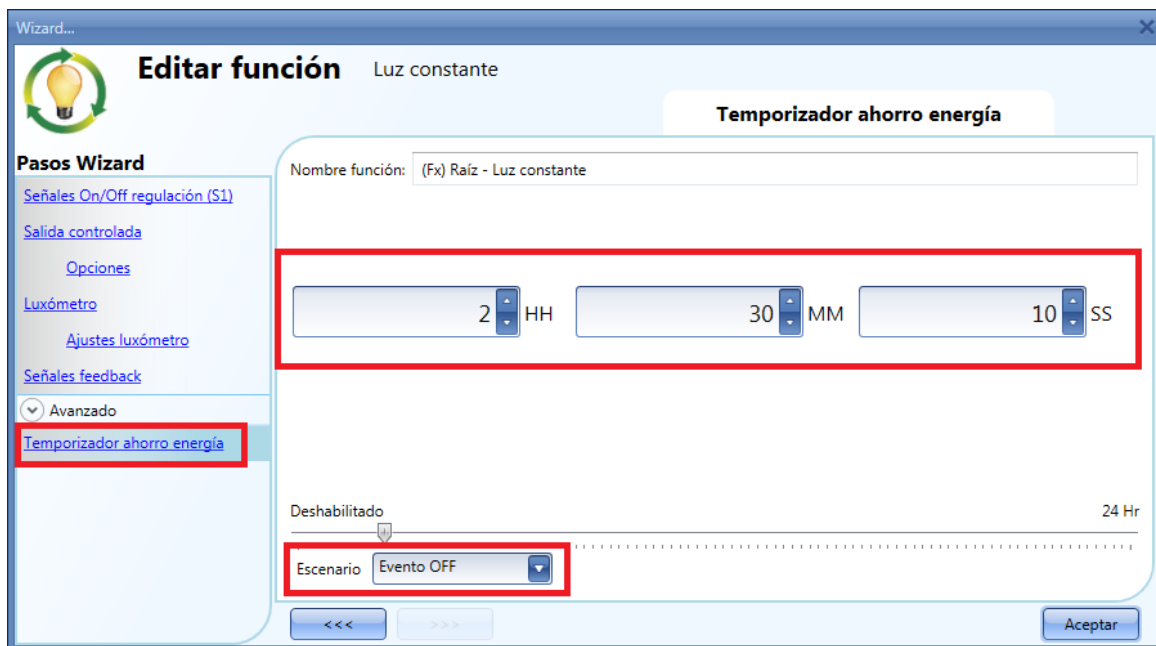 Wizard...
Editar función Luz constante
Temporizador ahorro energía
Pasos Wizard
Señales On/Off regulación (S1)
Salida controlada
Opciones
Luxómetro
Ajustes luxómetro
Señales feedback
Avanzado
Temporizador ahorro energía
Nombre función: (Fx) Raíz - Luz constante
2 HH 30 MM 10 SS
Deshabilitado 24 Hr
Escenario Evento OFF
<<< >>> Aceptar